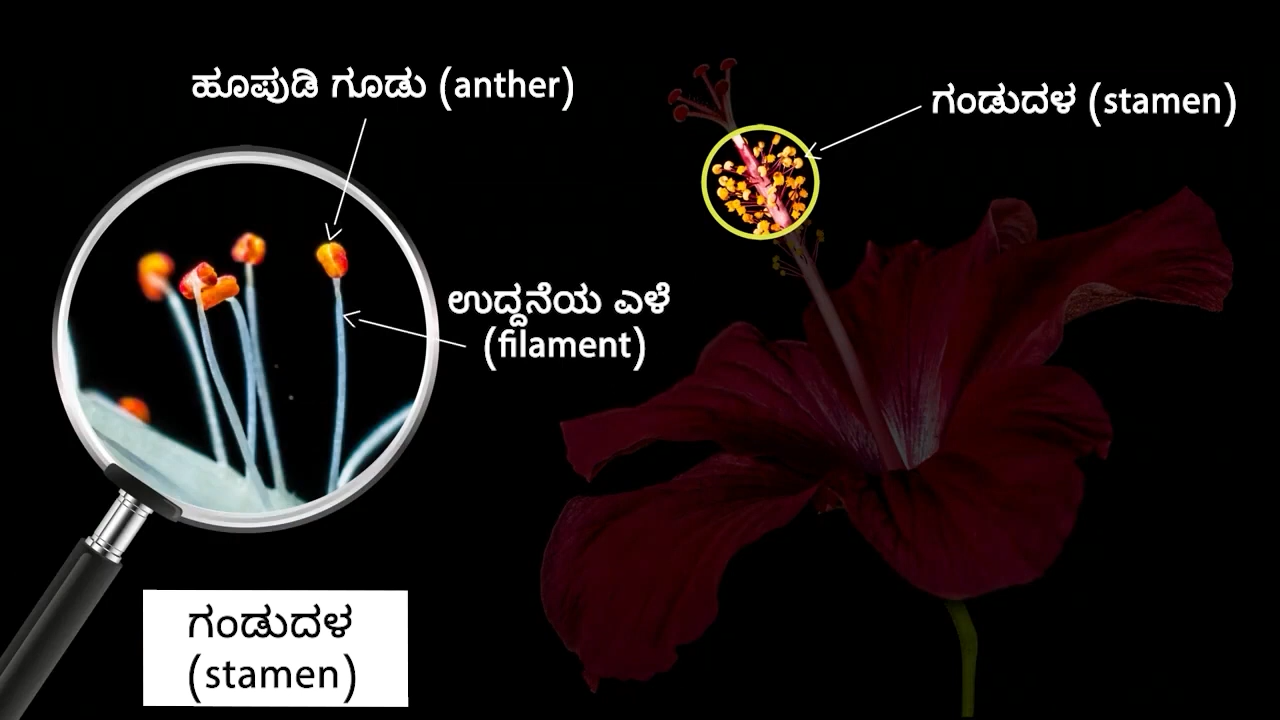 ಹೂಪುಡಿ ಗೂಡು (anther)
ಗಂಡುದಳ (stamen)
ಉದ್ದನೆಯ ಎಳೆ
(filament)
ಗಂಡುದಳ
(stamen)